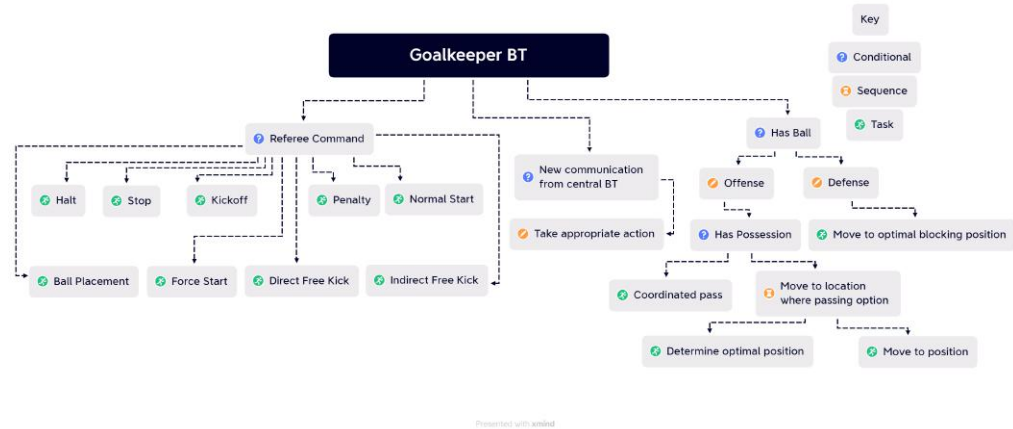 Key
Goalkeeper BT
Conditional
Sequence
Task
Referee Command
Has Ball
New communication
from central BT
Halt
Stop
Kickoff
Penalty
Normal Start
Offense
Defense
Take appropriate action
Has Possession
Move to optimal blocking position
Ball Placement
Force Start
Direct Free Kick
Indirect Free Kick
Coordinated pass
Move to location
where passing option
Determine optimal position
Move to position
Presented with xmind